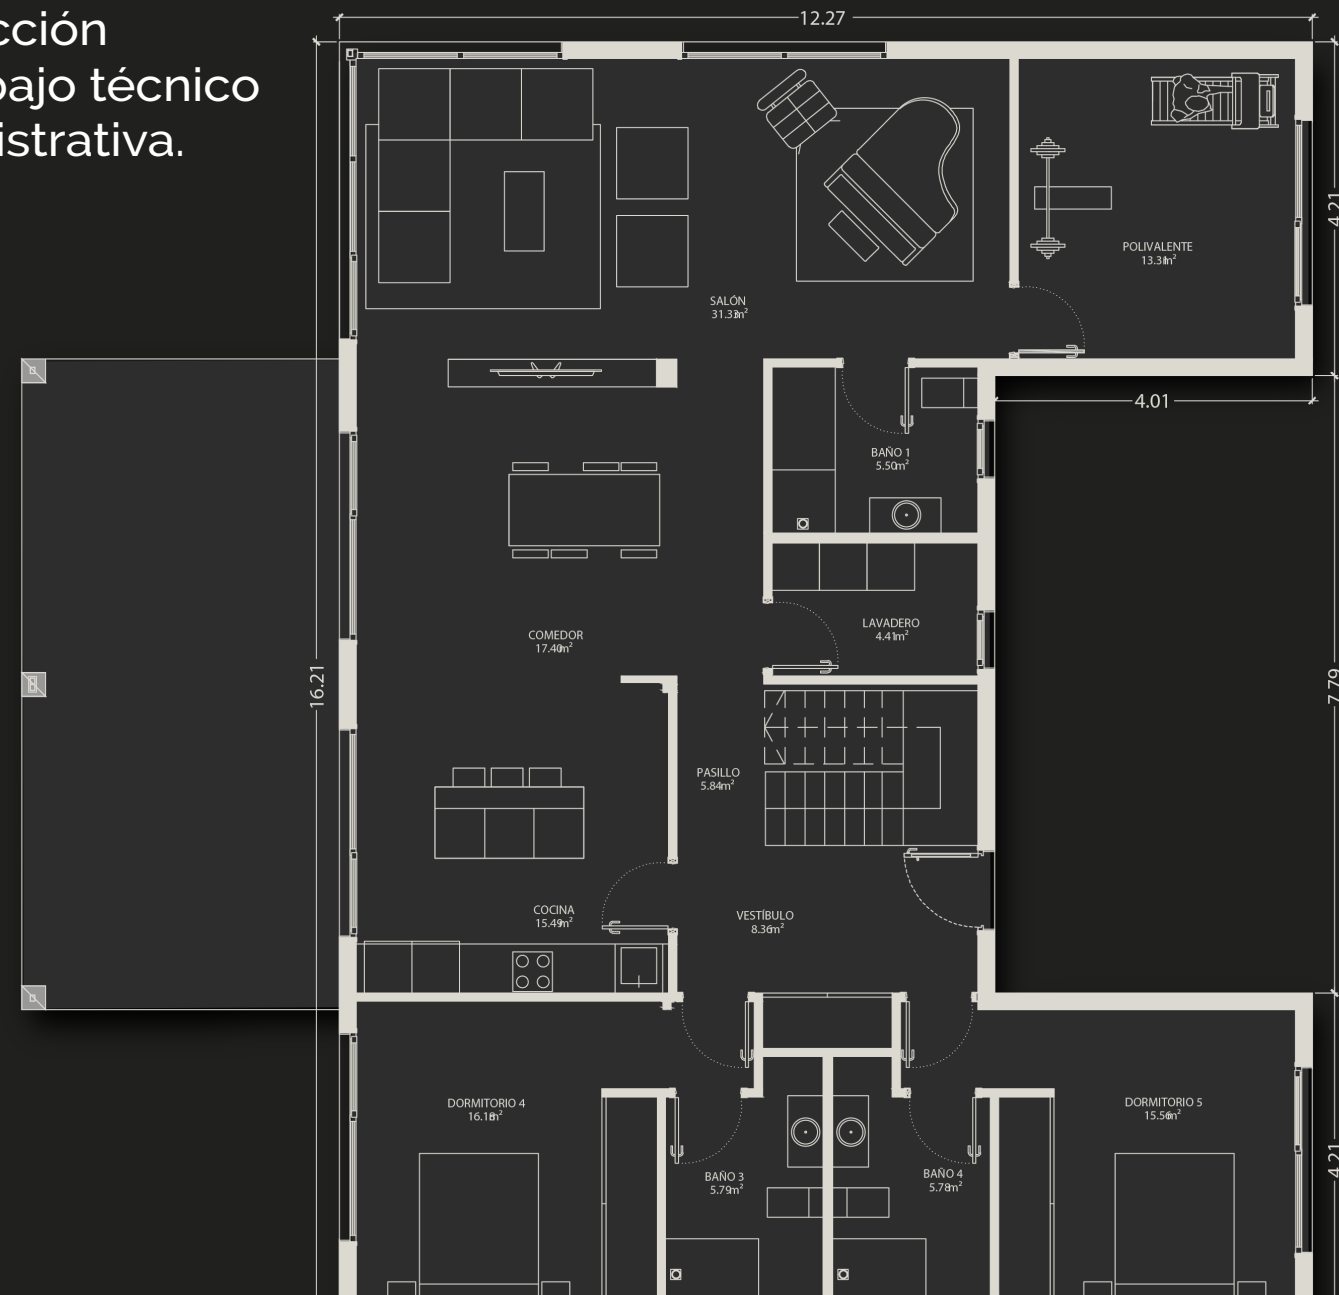 cción
bajo técnico
istrativa.
12.27
4.21
POLIVALENTE
13.31m²
SALÓN
31.33m²
4.01
BAÑO 1
5.50m²
LAVADERO
4.41m²
COMEDOR
17.40m²
16.21
7.79
PASILLO
5.84m²
COCINA
15.49m²
VESTÍBULO
8.36m²
DORMITORIO 4
16.18m²
DORMITORIO 5
15.56m²
4.21
BAÑO 3
5.79m²
BAÑO 4
5.78m²